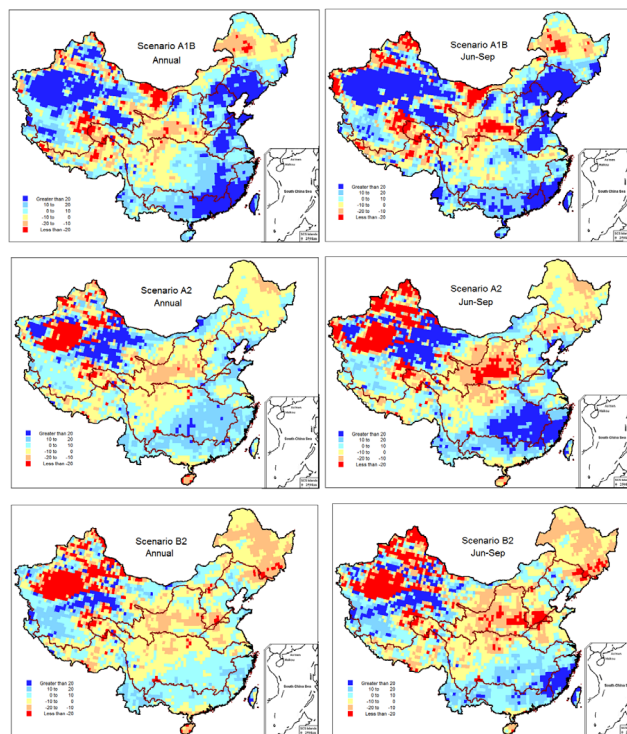 Scenario A1B
Annual
Greater than 20
10 to 20
0 to 10
-10 to 0
-20 to -10
Less than -20
South China Sea
Scenario A1B
Jun-Sep
Greater than 20
10 to 20
0 to 10
-10 to 0
-20 to -10
Less than -20
South China Sea
Scenario A2
Annual
Greater than 20
10 to 20
0 to 10
-10 to 0
-20 to -10
Less than -20
South China Sea
Scenario A2
Jun-Sep
Greater than 20
10 to 20
0 to 10
-10 to 0
-20 to -10
Less than -20
South China Sea
Scenario B2
Annual
Greater than 20
10 to 20
0 to 10
-10 to 0
-20 to -10
Less than -20
South China Sea
Scenario B2
Jun-Sep
Greater than 20
10 to 20
0 to 10
-10 to 0
-20 to -10
Less than -20
South China Sea